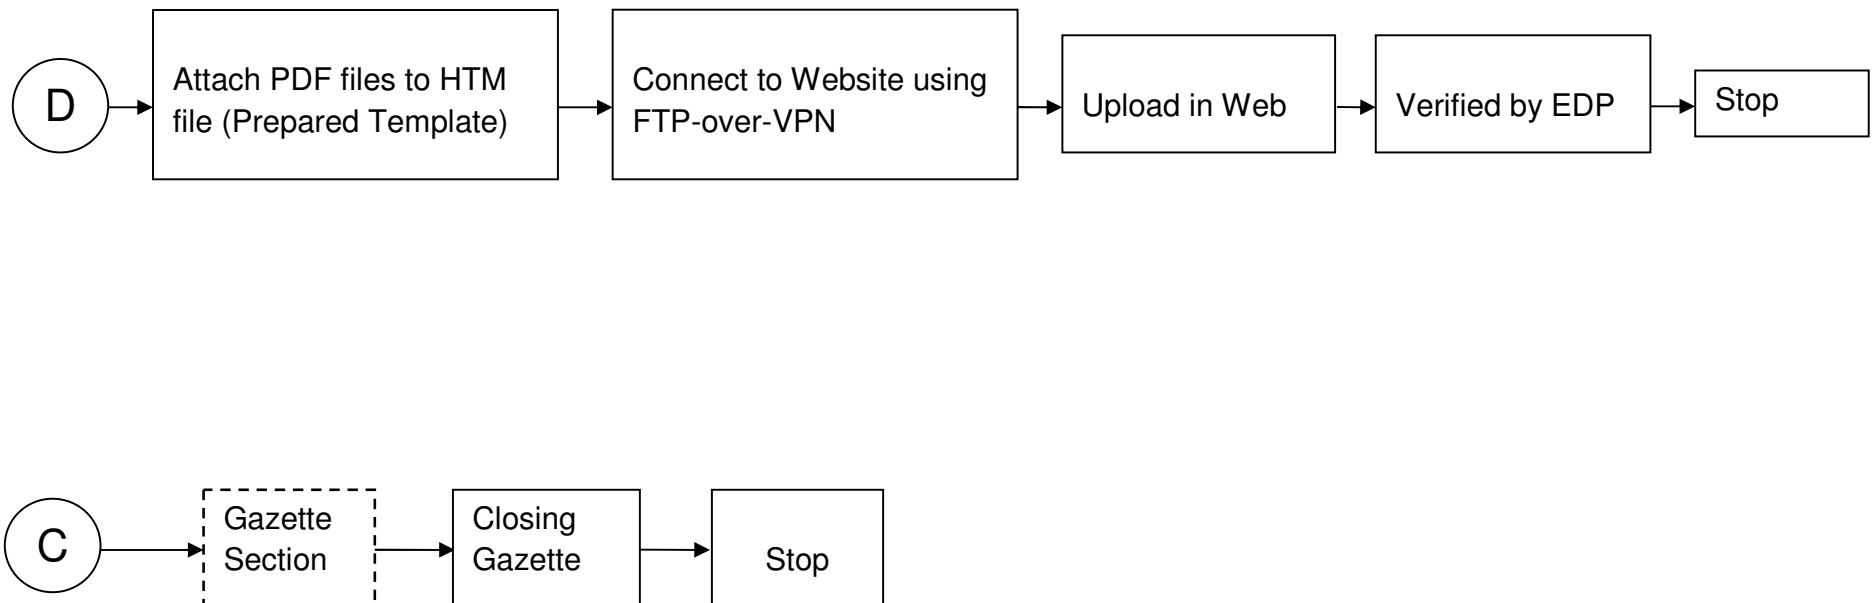 D
Attach PDF files to HTM
file (Prepared Template)
Connect to Website using
FTP-over-VPN
Upload in Web
Verified by EDP
Stop
C
Gazette
Section
Closing
Gazette
Stop